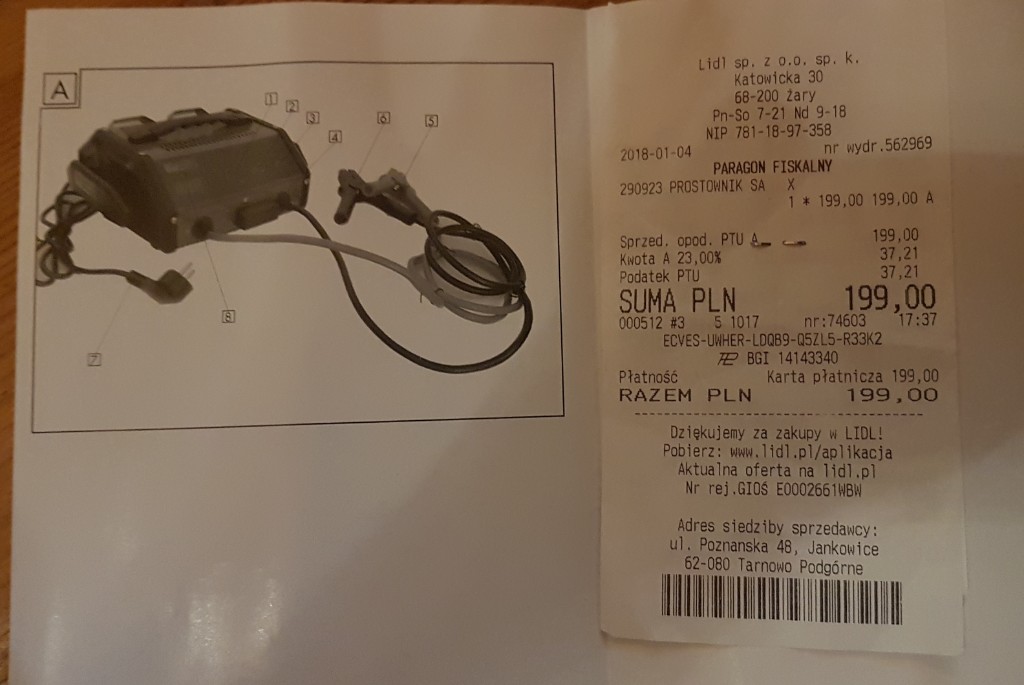 A
1
2
3
4
6
5
8
7
Lidl sp. z o.o. sp. k.
Katowicka 30
68-200 Żary
Pn-So 7-21 Nd 9-18
NIP 781-18-97-358
2018-01-04 nr wydr.562969
PARAGON FISKALNY
290923 PROSTOWNIK SA X
1 * 199,00 199,00 A
Sprzed. opod. PTU A 199,00
Kwota A 23,00% 37,21
Podatek PTU 37,21
SUMA PLN 199,00
000512 #3 5 1017 nr:74603 17:37
ECVES-UWHER-LDQB9-Q5ZL5-R33K2
BGI 14143340
Płatność Karta płatnicza 199,00
RAZEM PLN 199,00
Dziękujemy za zakupy w LIDL!
Pobierz: www.lidl.pl/aplikacja
Aktualna oferta na lidl.pl
Nr rej.GIOŚ E0002661WBW
Adres siedziby sprzedawcy:
ul. Poznanska 48, Jankowice
62-080 Tarnowo Podgórne